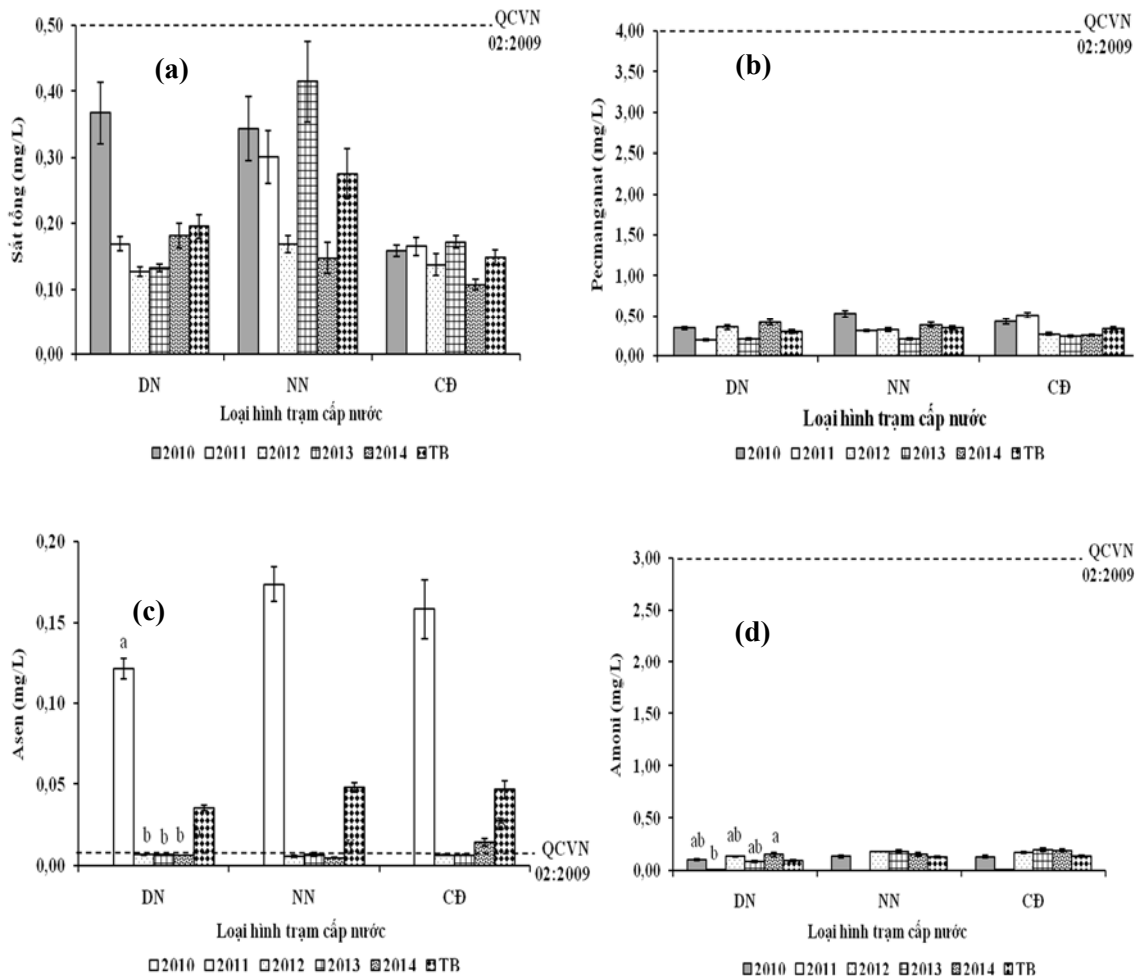 QCVN
02:2009
(a)
Sắt tổng (mg/L)
0,50
0,40
0,30
0,20
0,10
0,00
DN NN CĐ
Loại hình trạm cấp nước
2010 2011 2012 2013 2014 TB
QCVN
02:2009
(b)
Pecmanganat (mg/L)
4,00
3,50
3,00
2,50
2,00
1,50
1,00
0,50
0,00
DN NN CĐ
Loại hình trạm cấp nước
2010 2011 2012 2013 2014 TB
(c)
Asen (mg/L)
0,20
0,15
0,10
0,05
0,00
a
b b b
QCVN
02:2009
DN NN CĐ
Loại hình trạm cấp nước
2010 2011 2012 2013 2014 TB
QCVN
02:2009
(d)
Amoni (mg/L)
3,00
2,50
2,00
1,50
1,00
0,50
0,00
ab b ab ab a
DN NN CĐ
Loại hình trạm cấp nước
2010 2011 2012 2013 2014 TB